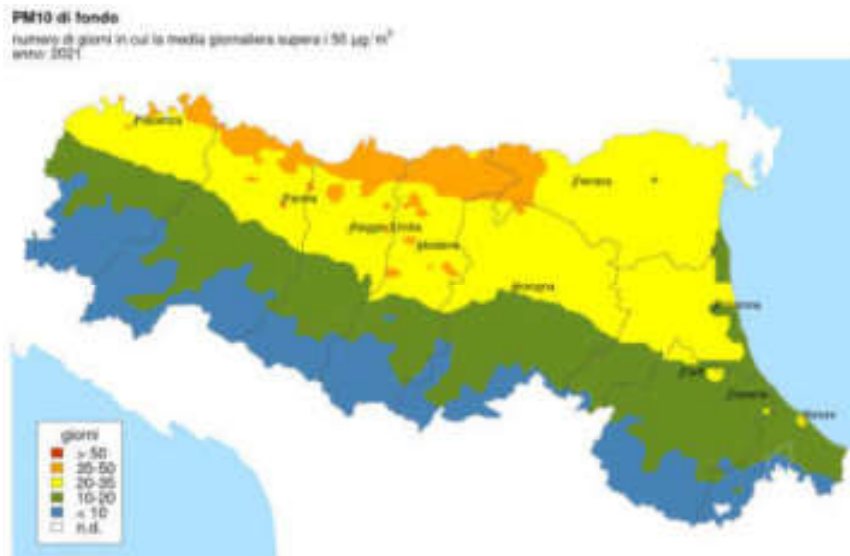 PM10 di fondo
numero di giorni in cui la media giornaliera supera i 50 µg/m³
anno: 2021
Piacenza
Parma
Reggio Emilia
Modena
Ferrara
Bologna
Ravenna
Forlì
Cesena
Rimini
giorni
> 50
35-50
20-35
10-20
< 10
n.d.